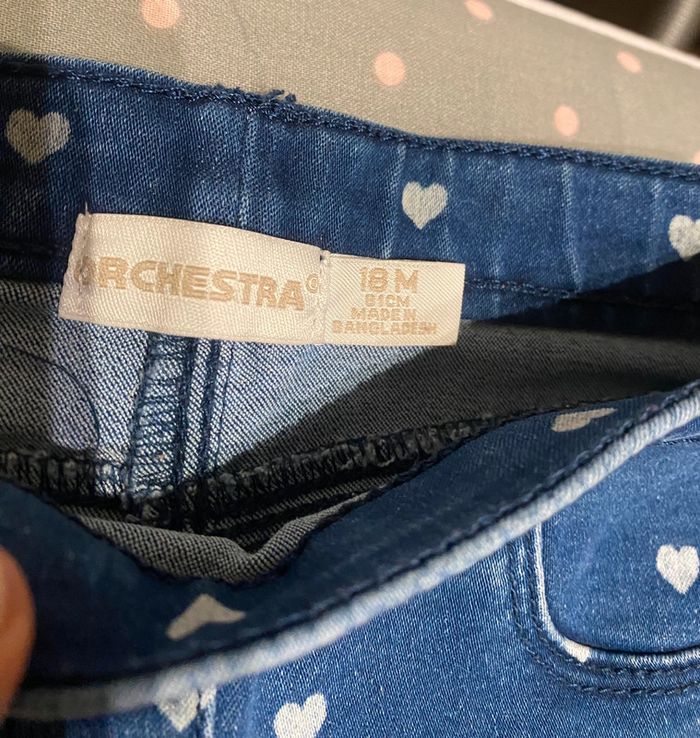 ORCHESTRA®
18 M
81CM
MADE IN
BANGLADESH